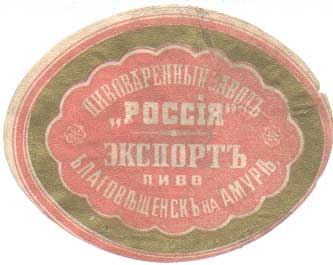 ПИВОВАРЕННЫЙ ЗАВОДЪ
„РОССІЯ"
ЭКСПОРТЪ
ПИВО
БЛАГОВѢЩЕНСКЪ НА АМУРѢ.